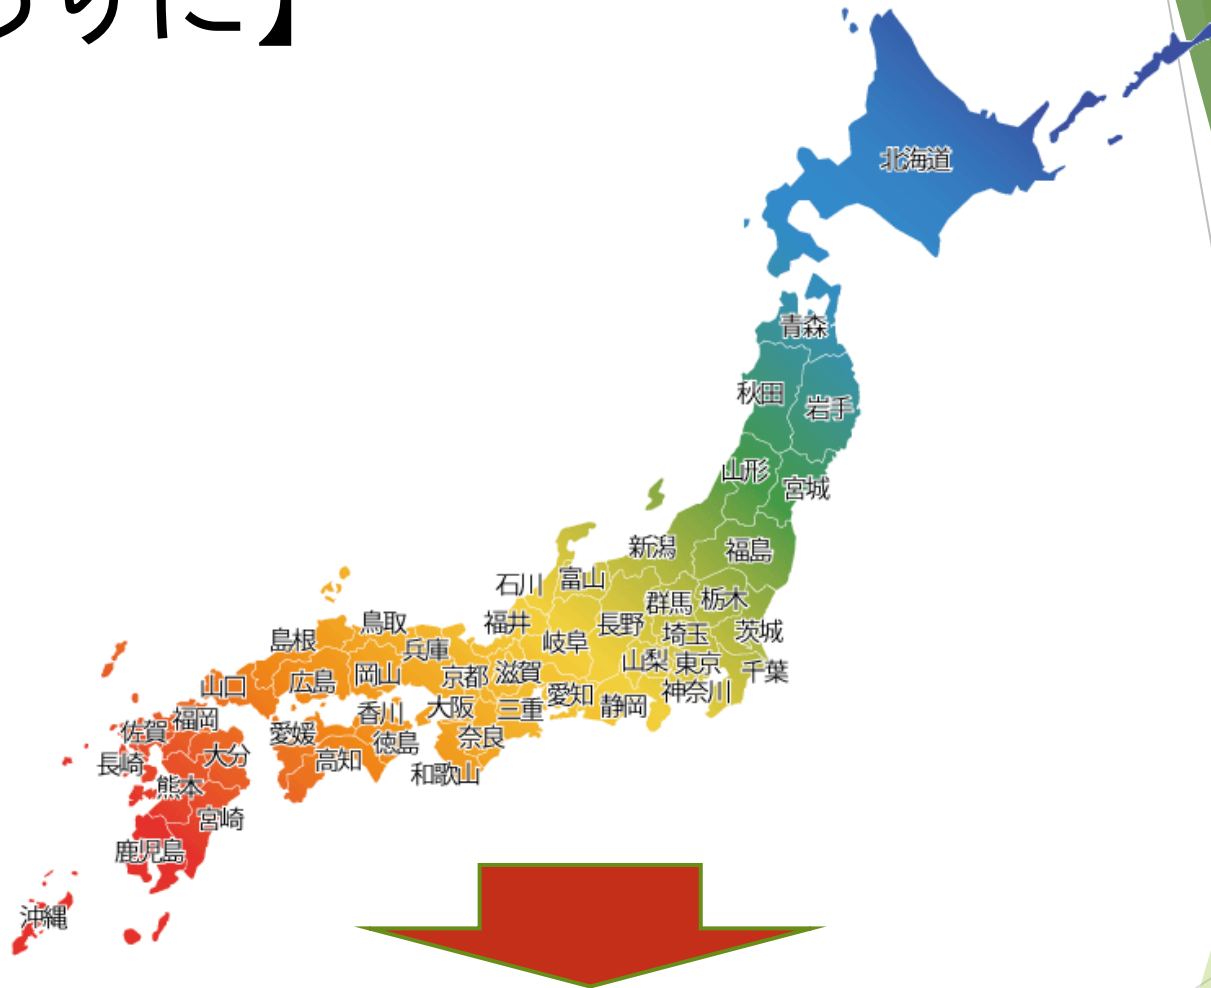 わりに】
北海道
青森
秋田
岩手
山形
宮城
新潟
福島
石川
富山
群馬
栃木
福井
長野
埼玉
茨城
岐阜
鳥取
島根
兵庫
山梨
東京
千葉
京都
滋賀
岡山
広島
山口
神奈川
愛知
静岡
三重
大阪
香川
福岡
佐賀
愛媛
徳島
奈良
大分
長崎
高知
和歌山
熊本
宮崎
鹿児島
沖縄